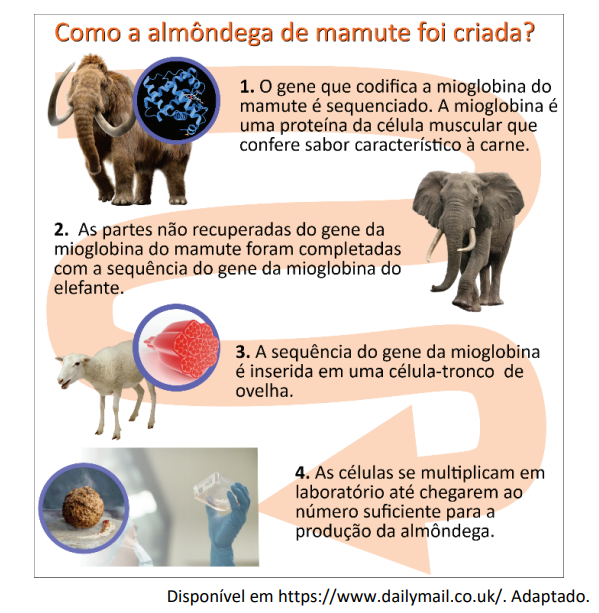 Como a almôndega de mamute foi criada?
1. O gene que codifica a mioglobina do
mamute é sequenciado. A mioglobina é
uma proteína da célula muscular que
confere sabor característico à carne.
2. As partes não recuperadas do gene da
mioglobina do mamute foram completadas
com a sequência do gene da mioglobina do
elefante.
3. A sequência do gene da mioglobina
é inserida em uma célula-tronco de
ovelha.
4. As células se multiplicam em
laboratório até chegarem ao
número suficiente para a
produção da almôndega.
Disponível em https://www.dailymail.co.uk/. Adaptado.